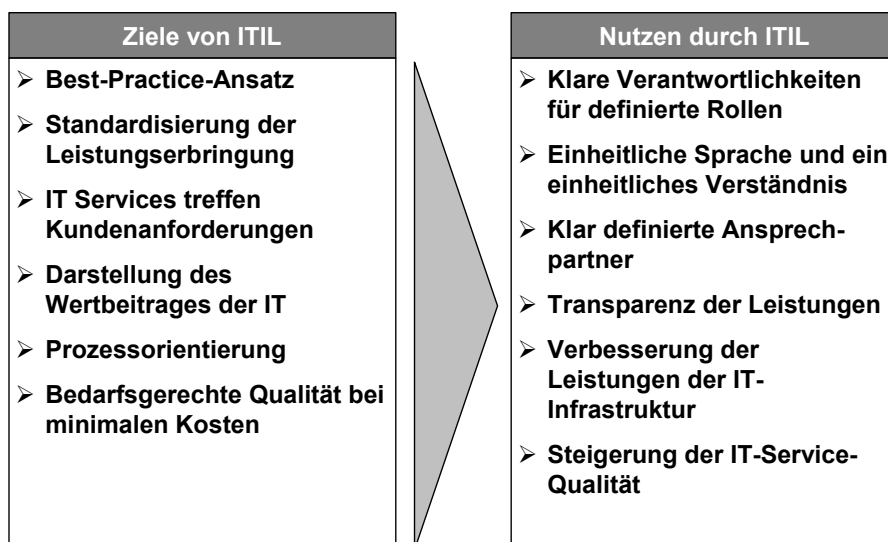 Ziele von ITIL
➢ Best-Practice-Ansatz
➢ Standardisierung der
Leistungserbringung
➢ IT Services treffen
Kundenanforderungen
➢ Darstellung des
Wertbeitrages der IT
➢ Prozessorientierung
➢ Bedarfsgerechte Qualität bei
minimalen Kosten
Nutzen durch ITIL
➢ Klare Verantwortlichkeiten
für definierte Rollen
➢ Einheitliche Sprache und ein
einheitliches Verständnis
➢ Klar definierte Ansprech-
partner
➢ Transparenz der Leistungen
➢ Verbesserung der
Leistungen der IT-
Infrastruktur
➢ Steigerung der IT-Service-
Qualität